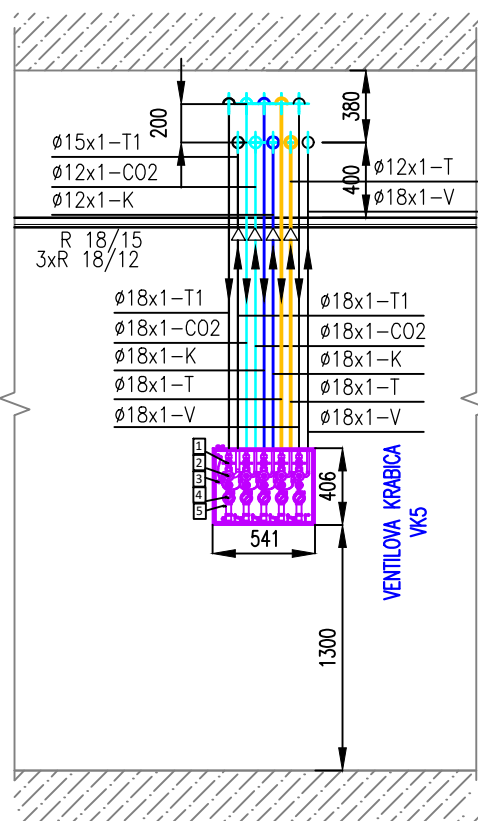 380
200
ø15x1-T1
ø12x1-CO2
ø12x1-K
400
ø12x1-T
ø18x1-V
R 18/15
3xR 18/12
ø18x1-T1
ø18x1-CO2
ø18x1-K
ø18x1-T
ø18x1-V
ø18x1-T1
ø18x1-CO2
ø18x1-K
ø18x1-T
ø18x1-V
1
2
3
4
5
406
541
VENTILOVA KRABICA
VK5
1300